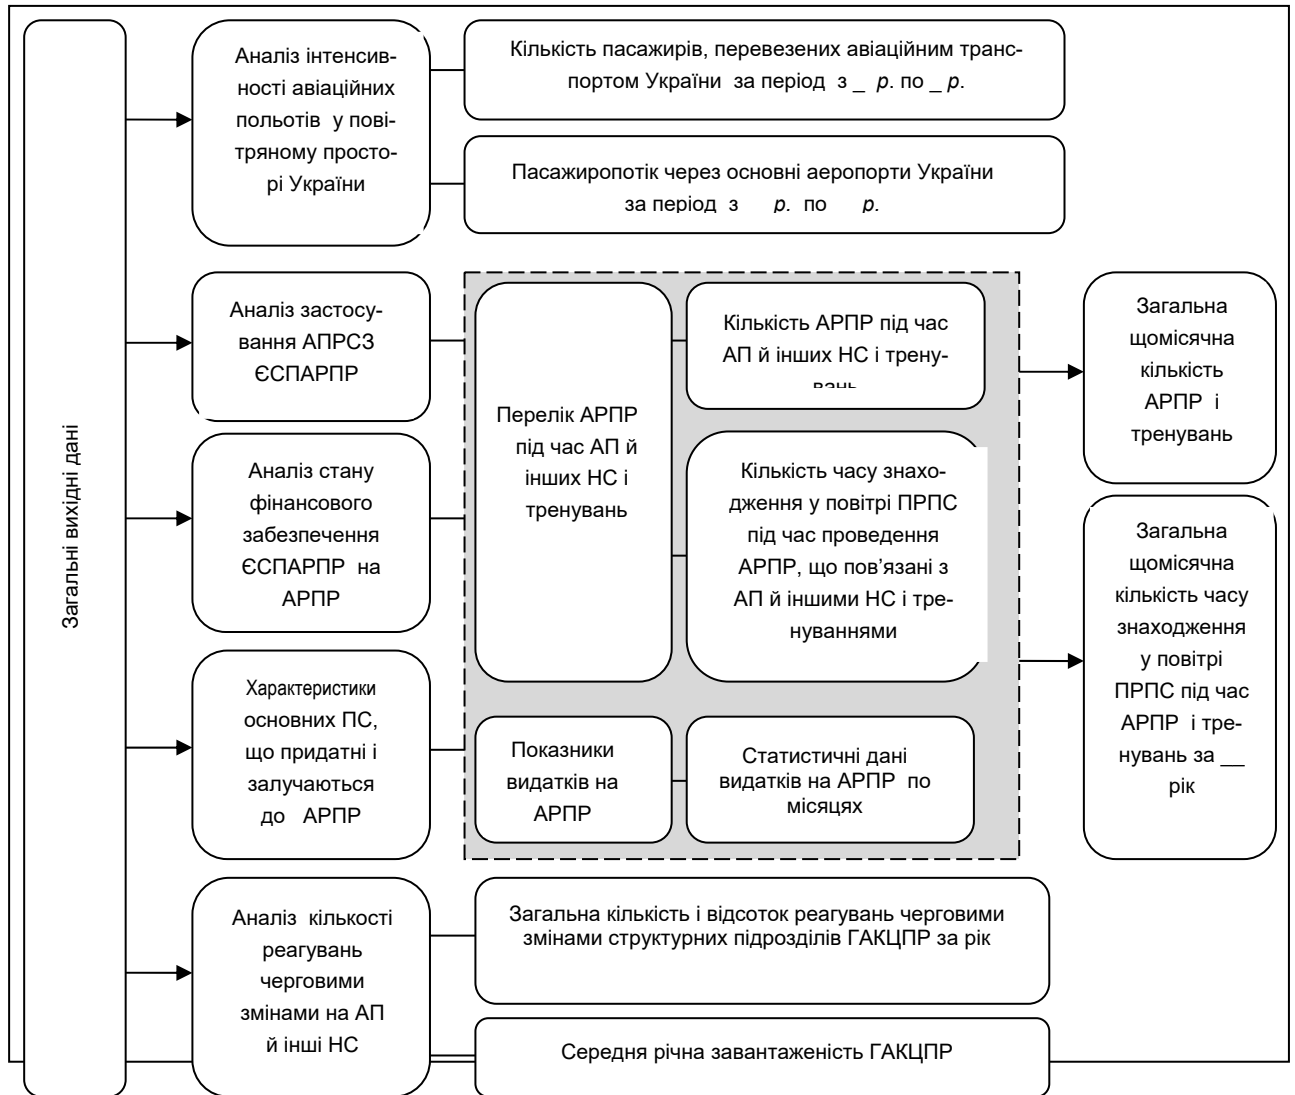 Загальні вихідні дані
Аналіз інтенсив-
ності авіаційних
польотів у пові-
тряному просто-
рі України
Кількість пасажирів, перевезених авіаційним транс-
портом України за період з _ р. по _ р.
Пасажиропотік через основні аеропорти України
за період з р. по р.
Аналіз застосу-
вання АПРСЗ
ЄСПАРПР
Аналіз стану
фінансового
забезпечення
ЄСПАРПР на
АРПР
Характеристики
основних ПС,
що придатні і
залучаються
до АРПР
Перелік АРПР
під час АП й
інших НС і
тренувань
Кількість АРПР під час
АП й інших НС і трену-
вань
Кількість часу знахо-
дження у повітрі ПРПС
під час проведення
АРПР, що пов’язані з
АП й іншими НС і тре-
нуваннями
Показники
видатків на
АРПР
Статистичні дані
видатків на АРПР по
місяцях
Загальна
щомісячна
кількість
АРПР і
тренувань
Загальна
щомісячна
кількість часу
знаходження
у повітрі
ПРПС під час
АРПР і тре-
нувань за __
рік
Аналіз кількості
реагувань
черговими
змінами на АП
й інші НС
Загальна кількість і відсоток реагувань черговими
змінами структурних підрозділів ГАКЦПР за рік
Середня річна завантаженість ГАКЦПР